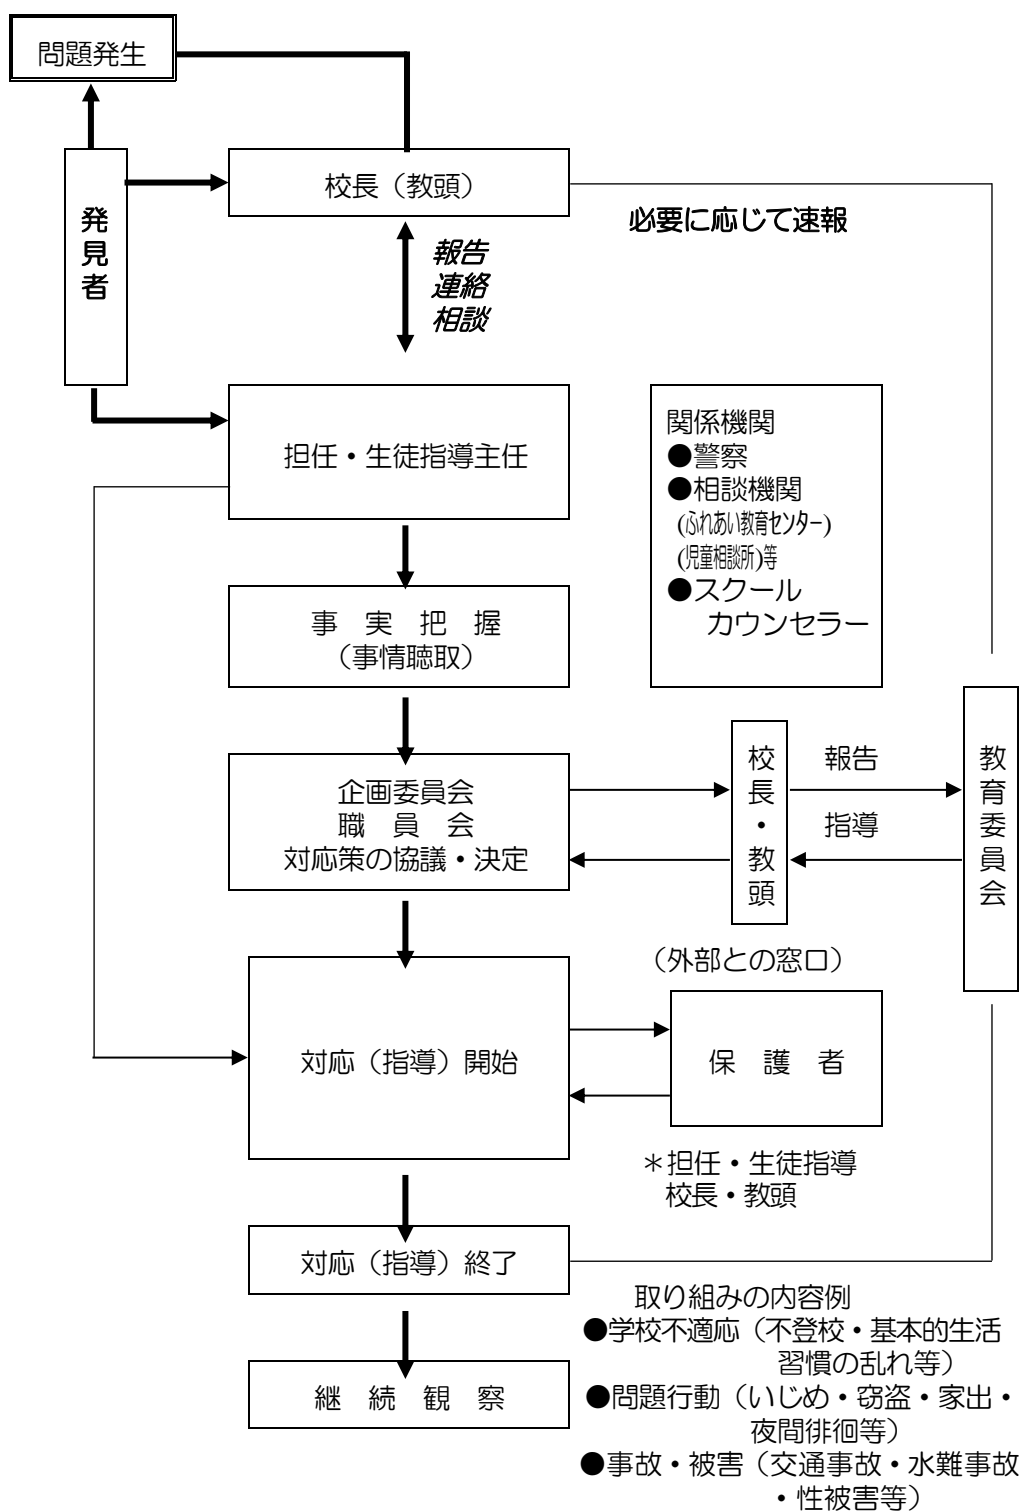 問題発生
発見者
校長（教頭）
必要に応じて速報
報告
連絡
相談
担任・生徒指導主任
関係機関
●警察
●相談機関
(ふれあい教育センター)
(児童相談所)等
●スクール
カウンセラー
事　実　把　握
（事情聴取）
企画委員会
職　員　会
対応策の協議・決定
校長・教頭
報告
指導
教育委員会
（外部との窓口）
対応（指導）開始
保　護　者
＊担任・生徒指導
校長・教頭
対応（指導）終了
取り組みの内容例
●学校不適応（不登校・基本的生活
習慣の乱れ等）
●問題行動（いじめ・窃盗・家出・
夜間徘徊等）
●事故・被害（交通事故・水難事故
・性被害等）
継　続　観　察